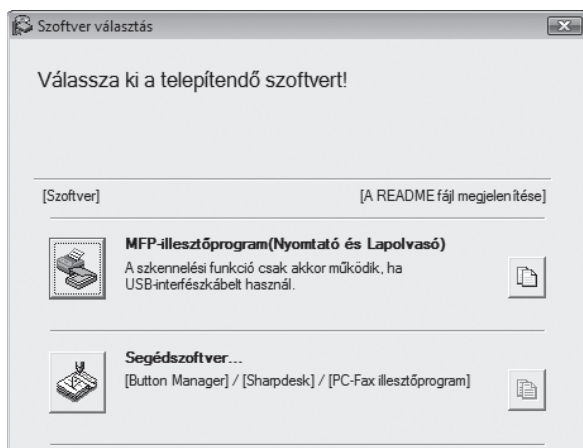 Szoftver választás
Válassza ki a telepítendő szoftvert!
[Szoftver] [A README fájl megjelenítése]
MFP-illesztőprogram(Nyomtató és Lapolvasó)
A szkennelési funkció csak akkor működik, ha
USB-interfészkábelt használ.
Segédszoftver...
[Button Manager] / [Sharpdesk] / [PC-Fax illesztőprogram]